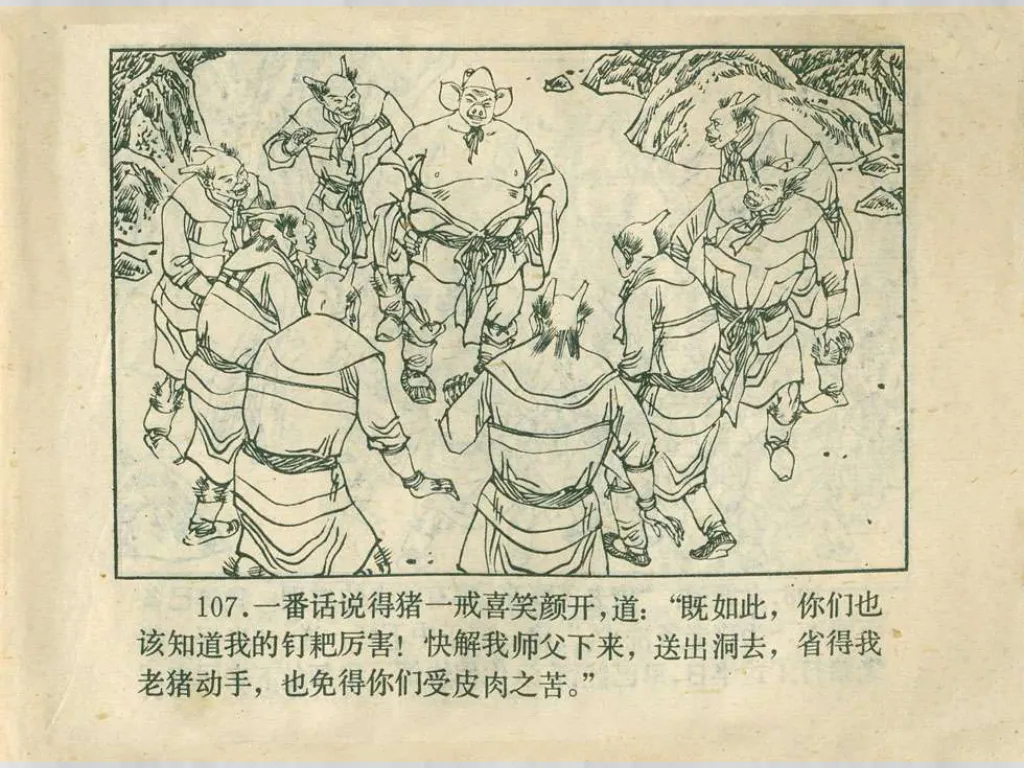 107.一番话说得猪一戒喜笑颜开,道:“既如此,你们也
该知道我的钉耙厉害!快解我师父下来,送出洞去,省得我
老猪动手,也免得你们受皮肉之苦。”